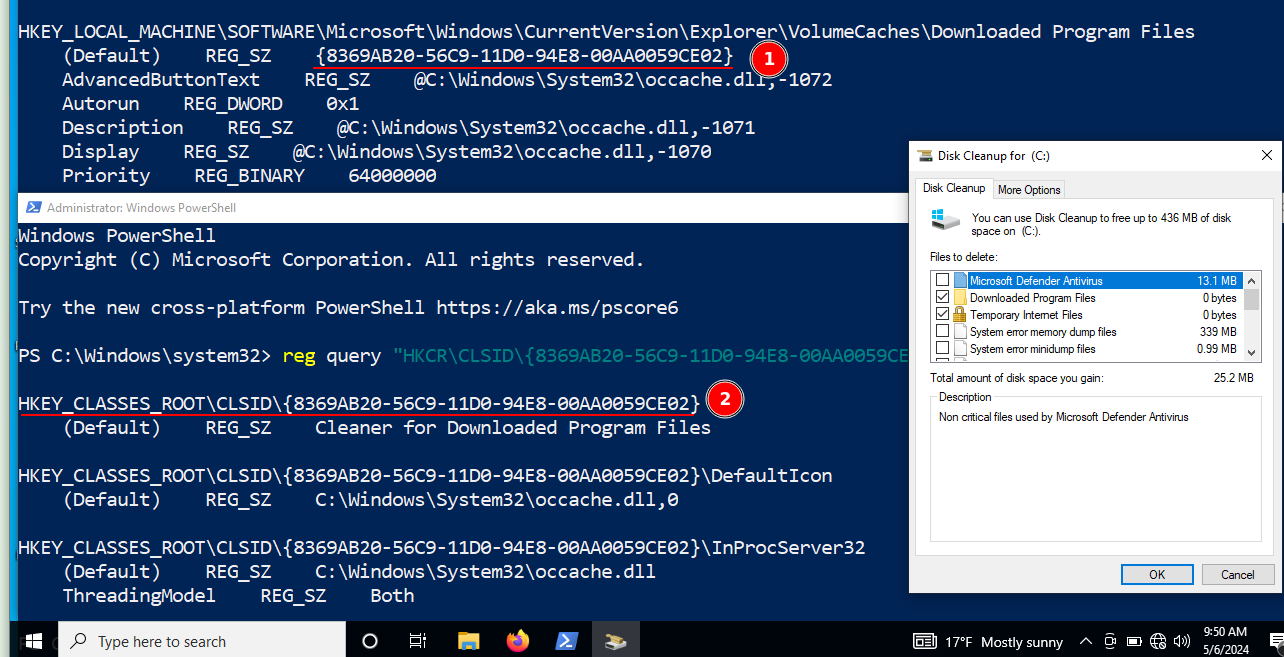 HKEY_LOCAL_MACHINE\SOFTWARE\Microsoft\Windows\CurrentVersion\Explorer\VolumeCaches\Downloaded Program Files
(Default)    REG_SZ    {8369AB20-56C9-11D0-94E8-00AA0059CE02}
1
AdvancedButtonText    REG_SZ    @C:\Windows\System32\occache.dll,-1072
Autorun    REG_DWORD    0x1
Description    REG_SZ    @C:\Windows\System32\occache.dll,-1071
Display    REG_SZ    @C:\Windows\System32\occache.dll,-1070
Priority    REG_BINARY    64000000
Administrator: Windows PowerShell
Windows PowerShell
Copyright (C) Microsoft Corporation. All rights reserved.
Try the new cross-platform PowerShell https://aka.ms/pscore6
PS C:\Windows\system32> reg query "HKCR\CLSID\{8369AB20-56C9-11D0-94E8-00AA0059CE
HKEY_CLASSES_ROOT\CLSID\{8369AB20-56C9-11D0-94E8-00AA0059CE02}
2
(Default)    REG_SZ    Cleaner for Downloaded Program Files
HKEY_CLASSES_ROOT\CLSID\{8369AB20-56C9-11D0-94E8-00AA0059CE02}\DefaultIcon
(Default)    REG_SZ    C:\Windows\System32\occache.dll,0
HKEY_CLASSES_ROOT\CLSID\{8369AB20-56C9-11D0-94E8-00AA0059CE02}\InProcServer32
(Default)    REG_SZ    C:\Windows\System32\occache.dll
ThreadingModel    REG_SZ    Both
Disk Cleanup for (C:)
Disk Cleanup
More Options
You can use Disk Cleanup to free up to 436 MB of disk
space on (C:).
Files to delete:
Microsoft Defender Antivirus 13.1 MB
Downloaded Program Files 0 bytes
Temporary Internet Files 0 bytes
System error memory dump files 339 MB
System error minidump files 0.99 MB
Total amount of disk space you gain: 25.2 MB
Description
Non critical files used by Microsoft Defender Antivirus
OK
Cancel
Type here to search
17°F Mostly sunny
9:50 AM
5/6/2024